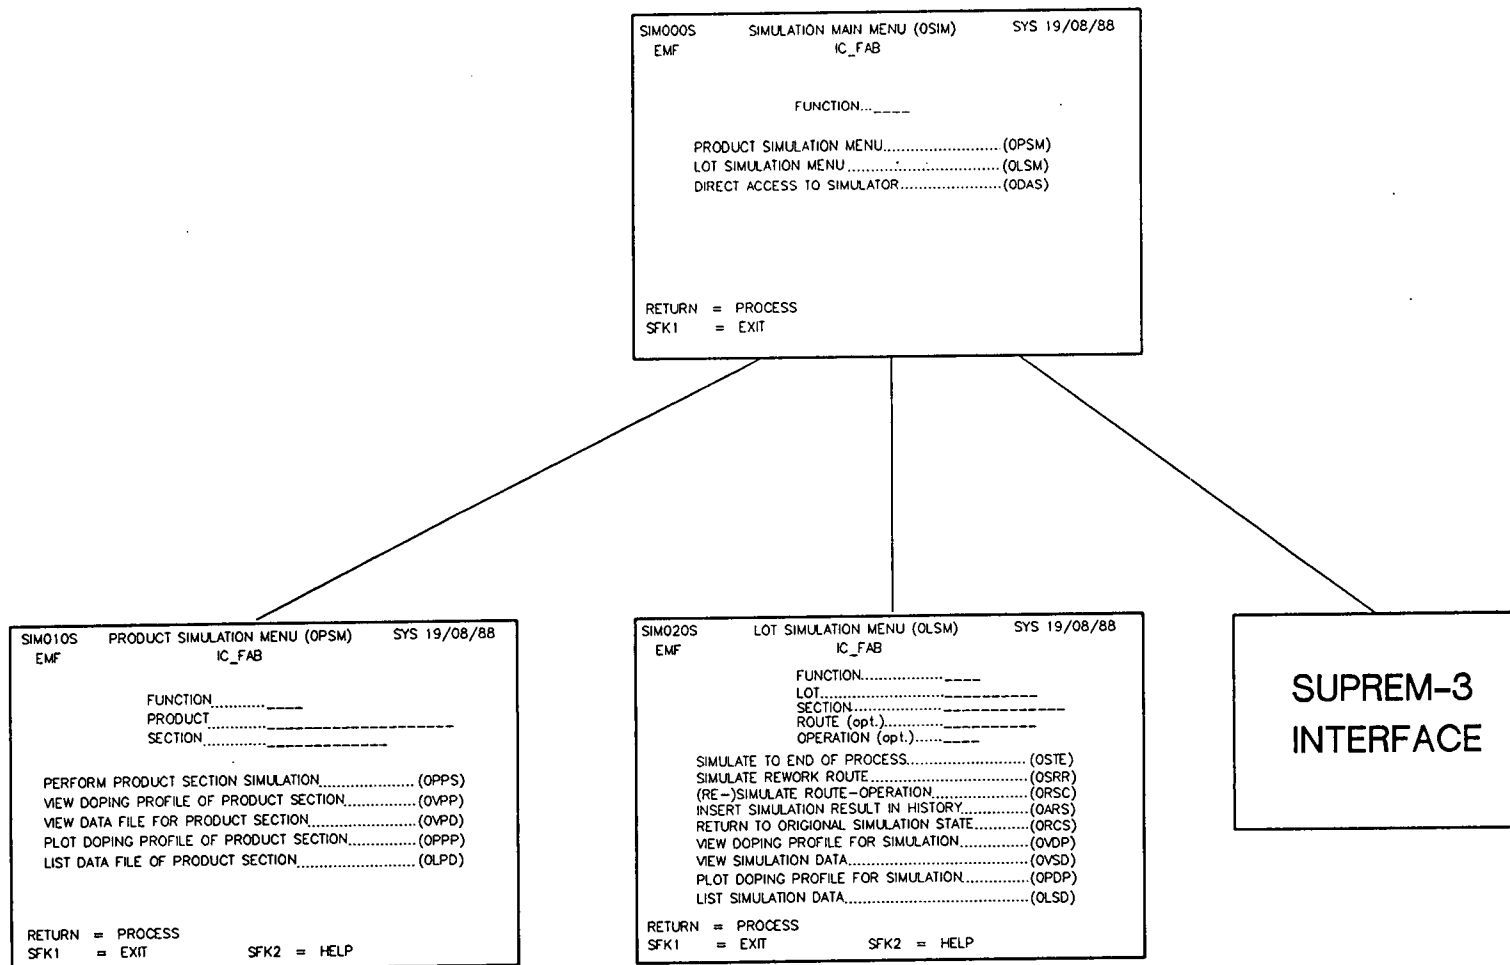 SIM000S SIMULATION MAIN MENU (0SIM) SYS 19/08/88
EMF IC_FAB
FUNCTION...____
PRODUCT SIMULATION MENU........................(0PSM)
LOT SIMULATION MENU...............................(0LSM)
DIRECT ACCESS TO SIMULATOR.....................(0DAS)
RETURN = PROCESS
SFK1 = EXIT
SIM010S PRODUCT SIMULATION MENU (0PSM) SYS 19/08/88
EMF IC_FAB
FUNCTION...........____
PRODUCT...........____________________
SECTION............_____________
PERFORM PRODUCT SECTION SIMULATION...................(0PPS)
VIEW DOPING PROFILE OF PRODUCT SECTION..............(0VPP)
VIEW DATA FILE FOR PRODUCT SECTION.....................(0VPD)
PLOT DOPING PROFILE OF PRODUCT SECTION.............(0PPP)
LIST DATA FILE OF PRODUCT SECTION.......................(0LPD)
RETURN = PROCESS
SFK1 = EXIT SFK2 = HELP
SIM020S LOT SIMULATION MENU (0LSM) SYS 19/08/88
EMF IC_FAB
FUNCTION.................____
LOT.........................__________
SECTION..................._____________
ROUTE (opt.)............__________
OPERATION (opt.)......____
SIMULATE TO END OF PROCESS........................(0STE)
SIMULATE REWORK ROUTE................................(0SRR)
(RE-)SIMULATE ROUTE-OPERATION...................(0RSC)
INSERT SIMULATION RESULT IN HISTORY.............(0ARS)
RETURN TO ORIGIONAL SIMULATION STATE..........(0RCS)
VIEW DOPING PROFILE FOR SIMULATION..............(0VDP)
VIEW SIMULATION DATA....................................(0VSD)
PLOT DOPING PROFILE FOR SIMULATION.............(0PDP)
LIST SIMULATION DATA.....................................(0LSD)
RETURN = PROCESS
SFK1 = EXIT SFK2 = HELP
SUPREM-3
INTERFACE